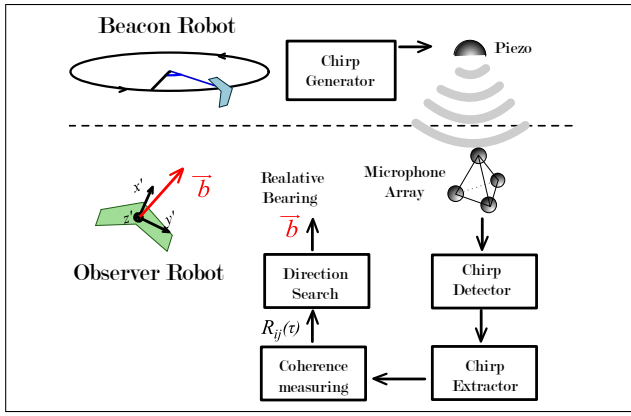 Beacon Robot
Chirp
Generator
Piezo
Microphone
Array
Realative
Bearing
b
x'
b
z'
y'
Observer Robot
Direction
Search
Chirp
Detector
R_ij(τ)
Coherence
measuring
Chirp
Extractor